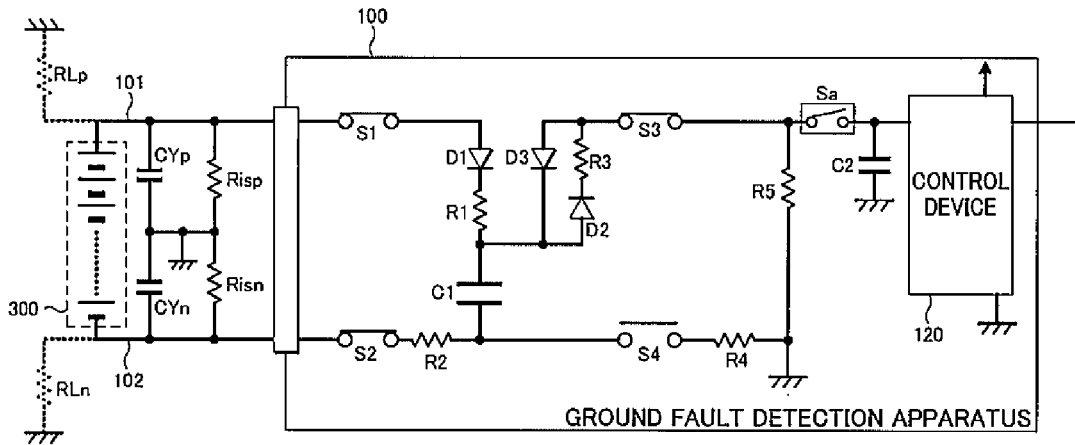 100
RLp
101
S1
S3
Sa
CYp
Risp
D1
D3
R3
C2
CONTROL
DEVICE
R1
D2
R5
300
CYn
Risn
C1
120
S2
R2
S4
R4
102
RLn
GROUND FAULT DETECTION APPARATUS